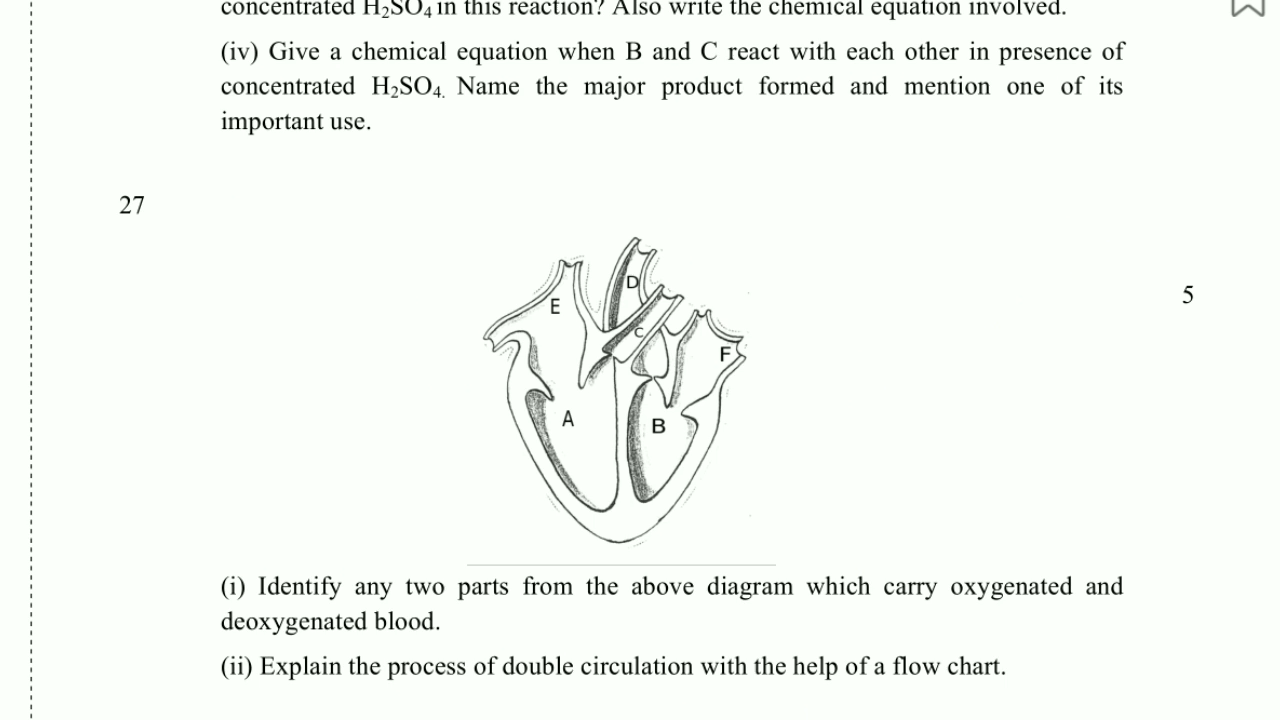 concentrated H₂SO₄ in this reaction? Also write the chemical equation involved.
(iv) Give a chemical equation when B and C react with each other in presence of
concentrated H₂SO₄. Name the major product formed and mention one of its
important use.
27
D
E
C
F
5
A
B
(i) Identify any two parts from the above diagram which carry oxygenated and
deoxygenated blood.
(ii) Explain the process of double circulation with the help of a flow chart.